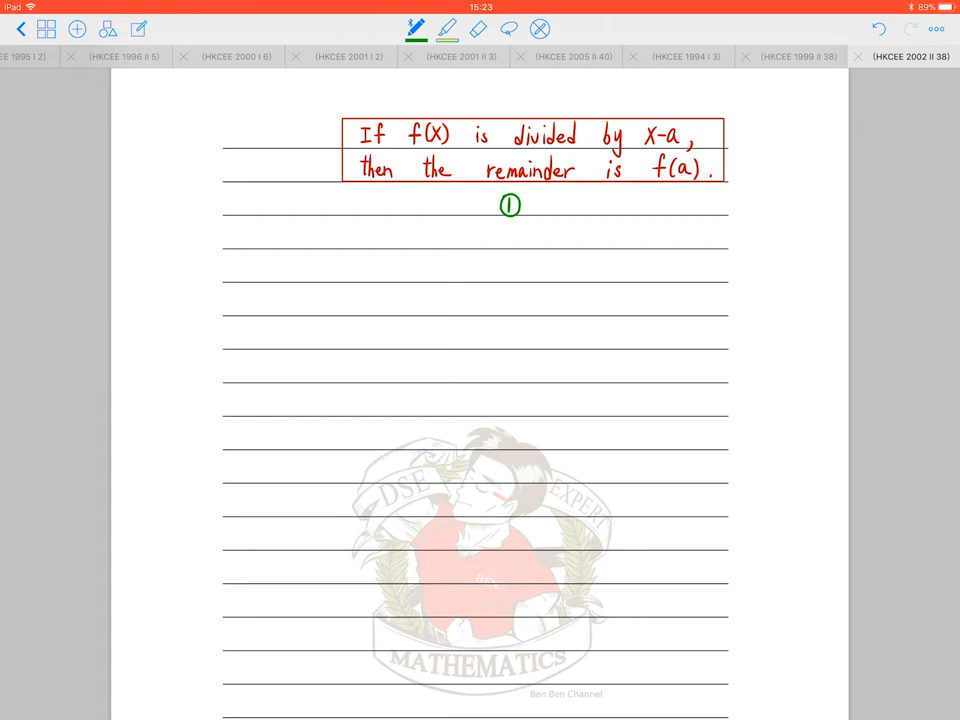 iPad 15:23 89%
EE 1995 I 2) (HKCEE 1996 II 5) (HKCEE 2000 I 6) (HKCEE 2001 I 2) (HKCEE 2001 II 3) (HKCEE 2005 II 40) (HKCEE 1994 I 3) (HKCEE 1999 II 38) (HKCEE 2002 II 38)
If f(x) is divided by x-a,
then the remainder is f(a).
①
DSE EXPERT
BEN
MATHEMATICS
Ben Ben Channel